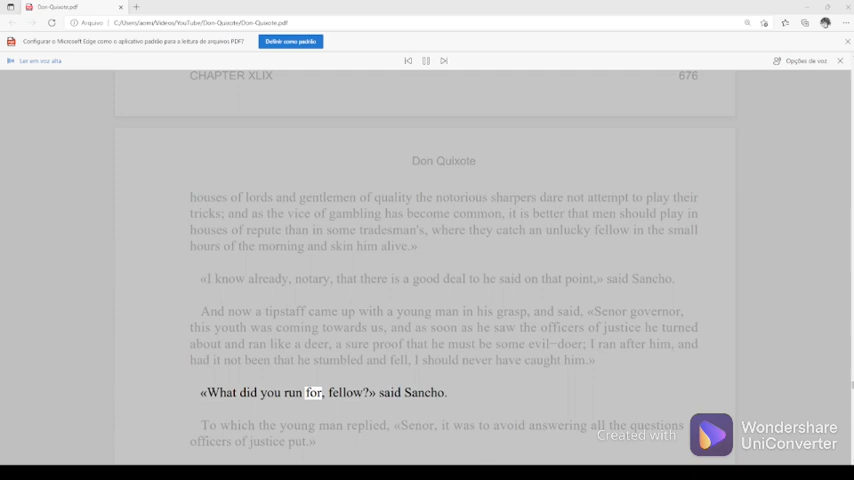 Don-Quixote.pdf
Arquivo
C:/Users/aoms/Videos/YouTube/Don-Quixote/Don-Quixote.pdf
Configurar o Microsoft Edge como o aplicativo padrão para a leitura de arquivos PDF?
Definir como padrão
Ler em voz alta
Opções de voz
CHAPTER XLIX
676
Don Quixote
houses of lords and gentlemen of quality the notorious sharpers dare not attempt to play their
tricks; and as the vice of gambling has become common, it is better that men should play in
houses of repute than in some tradesman's, where they catch an unlucky fellow in the small
hours of the morning and skin him alive.»
«I know already, notary, that there is a good deal to he said on that point,» said Sancho.
And now a tipstaff came up with a young man in his grasp, and said, «Senor governor,
this youth was coming towards us, and as soon as he saw the officers of justice he turned
about and ran like a deer, a sure proof that he must be some evil−doer; I ran after him, and
had it not been that he stumbled and fell, I should never have caught him.»
«What did you run for, fellow?» said Sancho.
To which the young man replied, «Senor, it was to avoid answering all the questions
officers of justice put.»
Created with
Wondershare
UniConverter